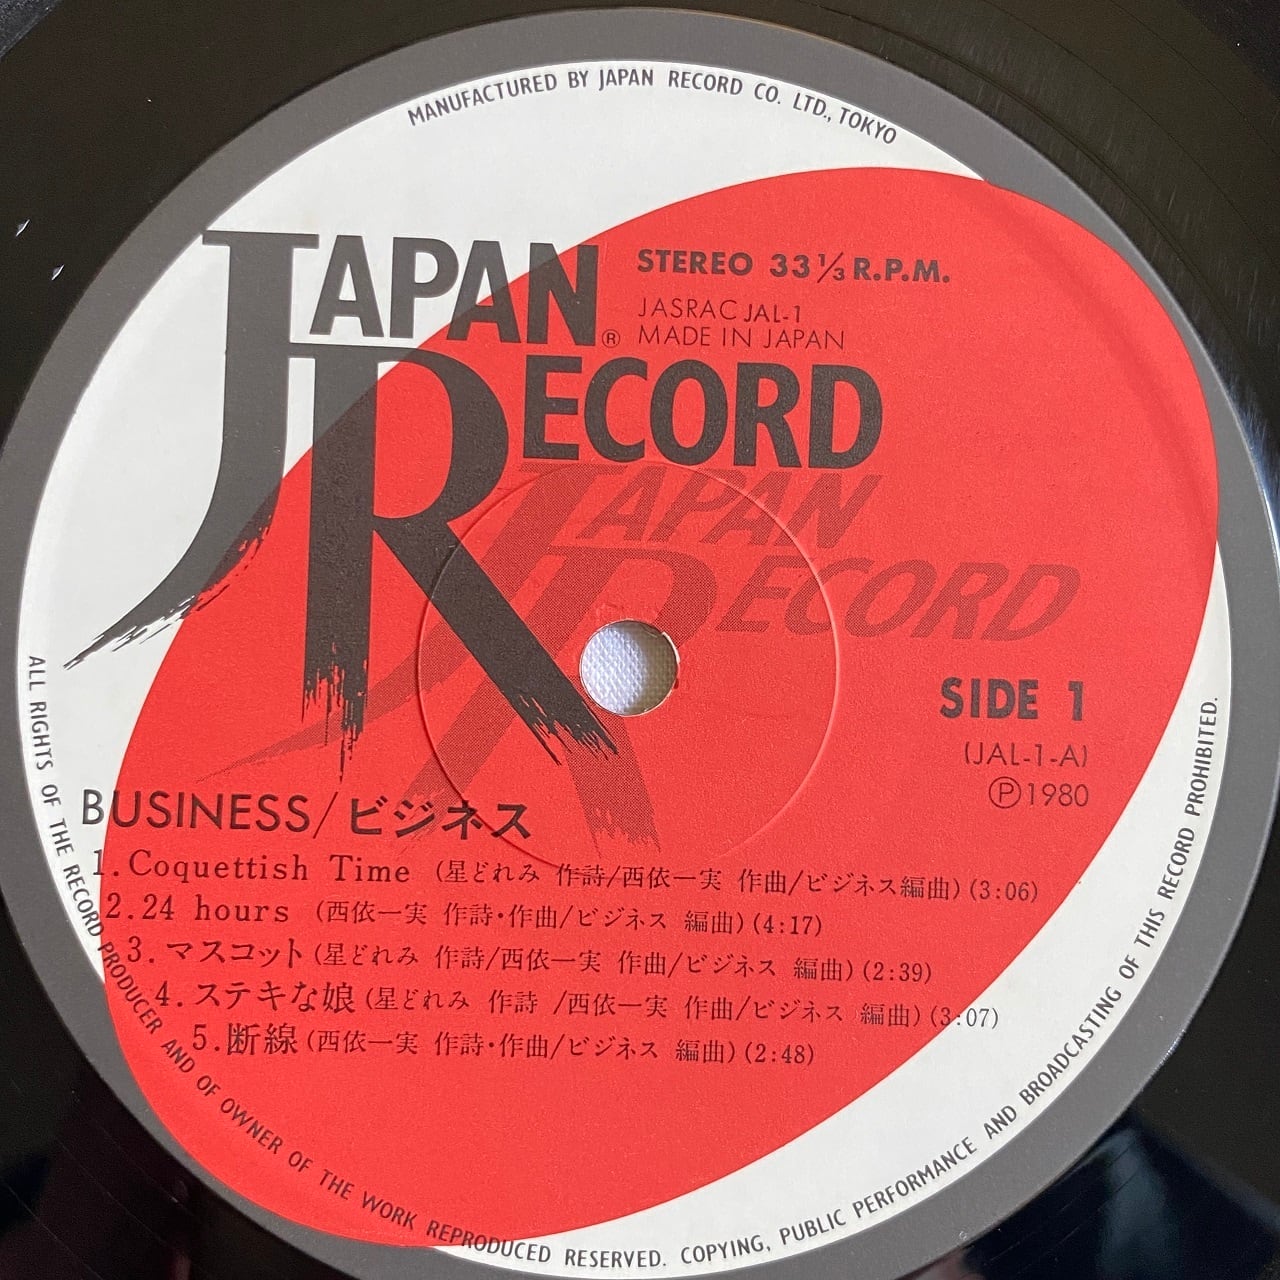 MANUFACTURED BY JAPAN RECORD CO. LTD., TOKYO
JAPAN
RECORD
®
STEREO 33 1/3 R.P.M.
JASRAC JAL-1
MADE IN JAPAN
JAPAN
RECORD
SIDE 1
(JAL-1-A)
Ⓟ1980
BUSINESS/ビジネス
1.Coquettish Time (星どれみ 作詩/西依一実 作曲/ビジネス編曲)(3:06)
2.24 hours (西依一実 作詩・作曲/ビジネス 編曲)(4:17)
3.マスコット(星どれみ 作詩/西依一実 作曲/ビジネス 編曲)(2:39)
4.ステキな娘(星どれみ 作詩 /西依一実 作曲/ビジネス 編曲)(3:07)
5.断線(西依一実 作詩・作曲/ビジネス 編曲)(2:48)
ALL RIGHTS OF THE RECORD PRODUCER AND OF OWNER OF THE WORK REPRODUCED RESERVED. COPYING, PUBLIC PERFORMANCE AND BROADCASTING OF THIS RECORD PROHIBITED.